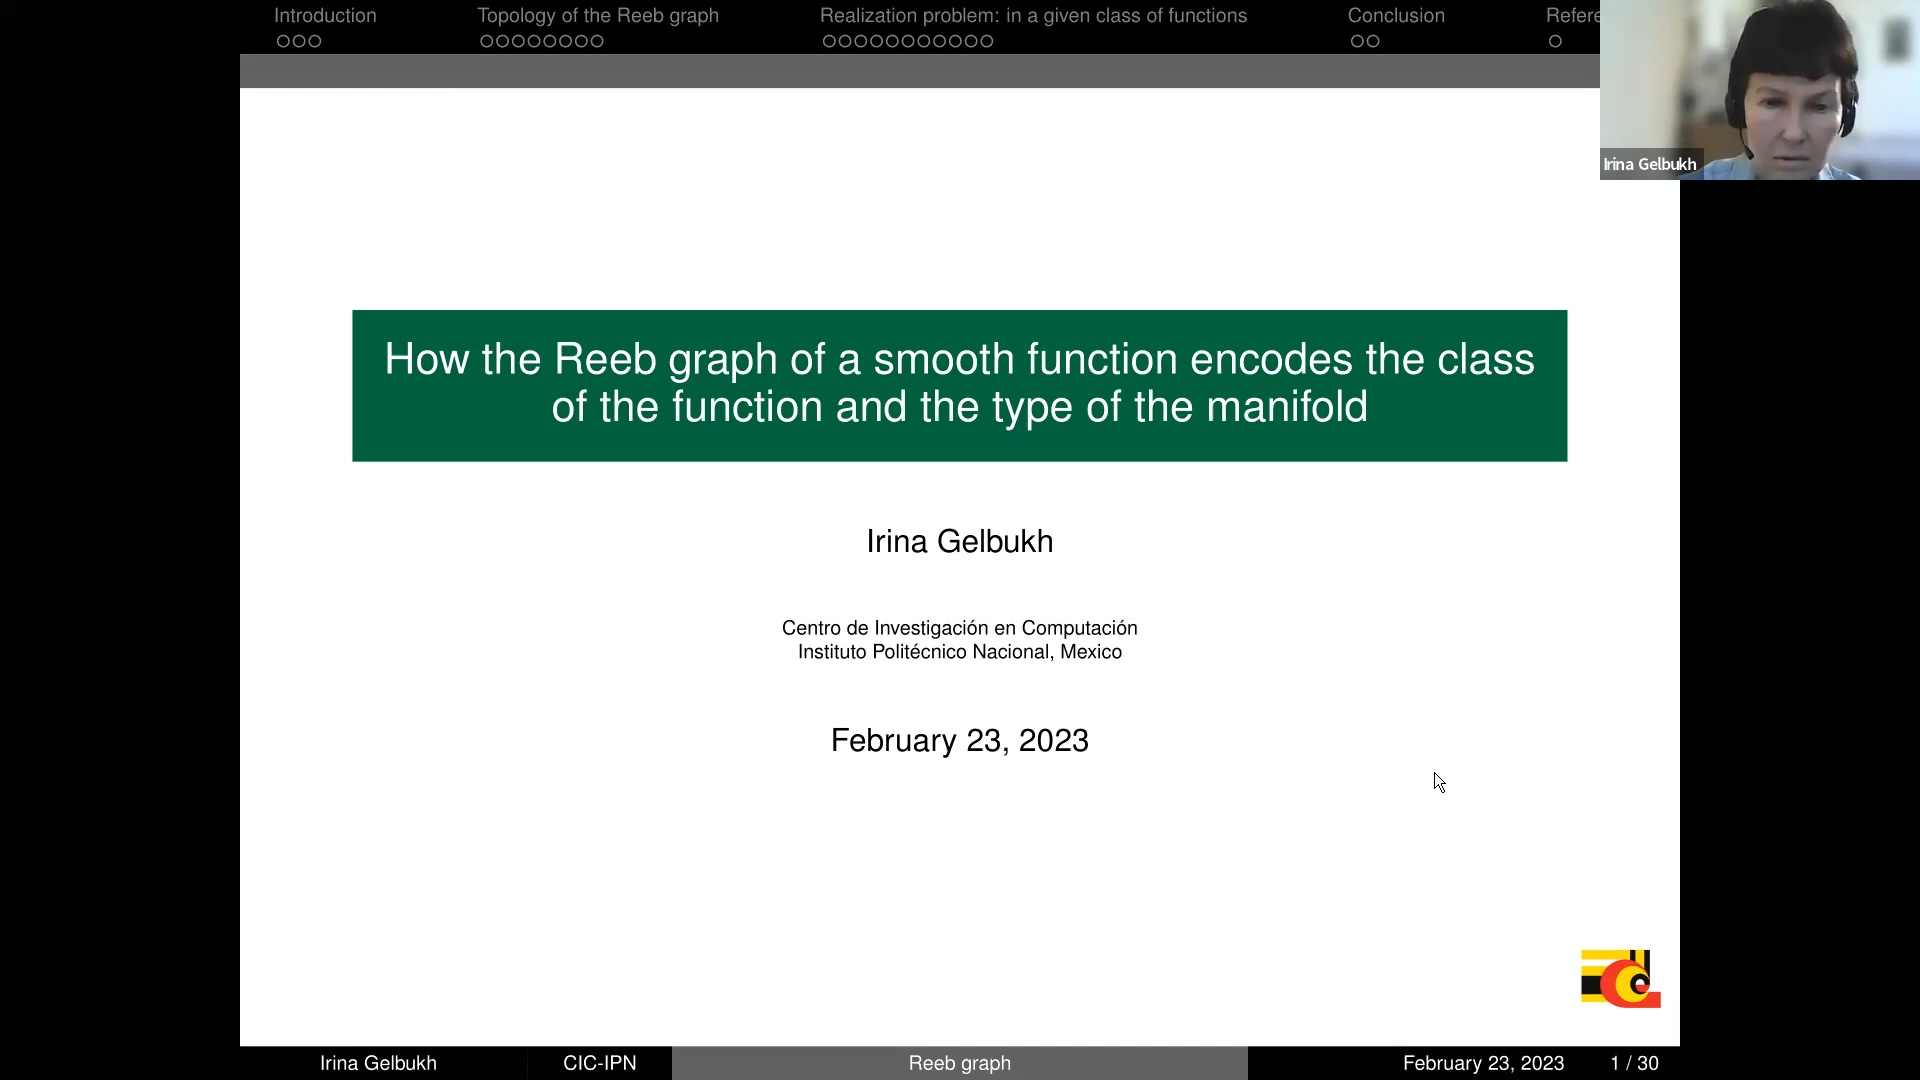 Introduction
Topology of the Reeb graph
Realization problem: in a given class of functions
Conclusion
Refere
Irina Gelbukh
How the Reeb graph of a smooth function encodes the class
of the function and the type of the manifold
Irina Gelbukh
Centro de Investigación en Computación
Instituto Politécnico Nacional, Mexico
February 23, 2023
Irina Gelbukh
CIC-IPN
Reeb graph
February 23, 2023
1 / 30